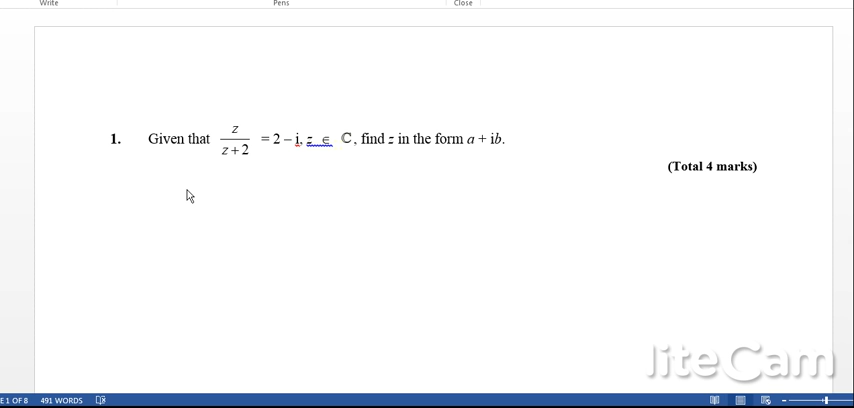 Write Pens Close
1. Given that z/(z + 2) = 2 – i, z ∈ ℂ, find z in the form a + ib.
(Total 4 marks)
liteCam
E 1 OF 8 491 WORDS